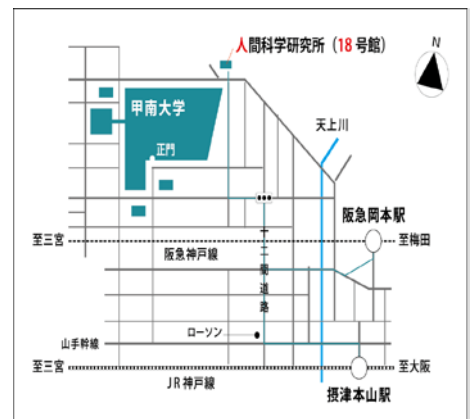 人間科学研究所（18号館）
N
甲南大学
天上川
正門
阪急岡本駅
至三宮
至梅田
阪急神戸線
十二間道路
ローソン
山手幹線
至三宮
至大阪
JR神戸線
摂津本山駅